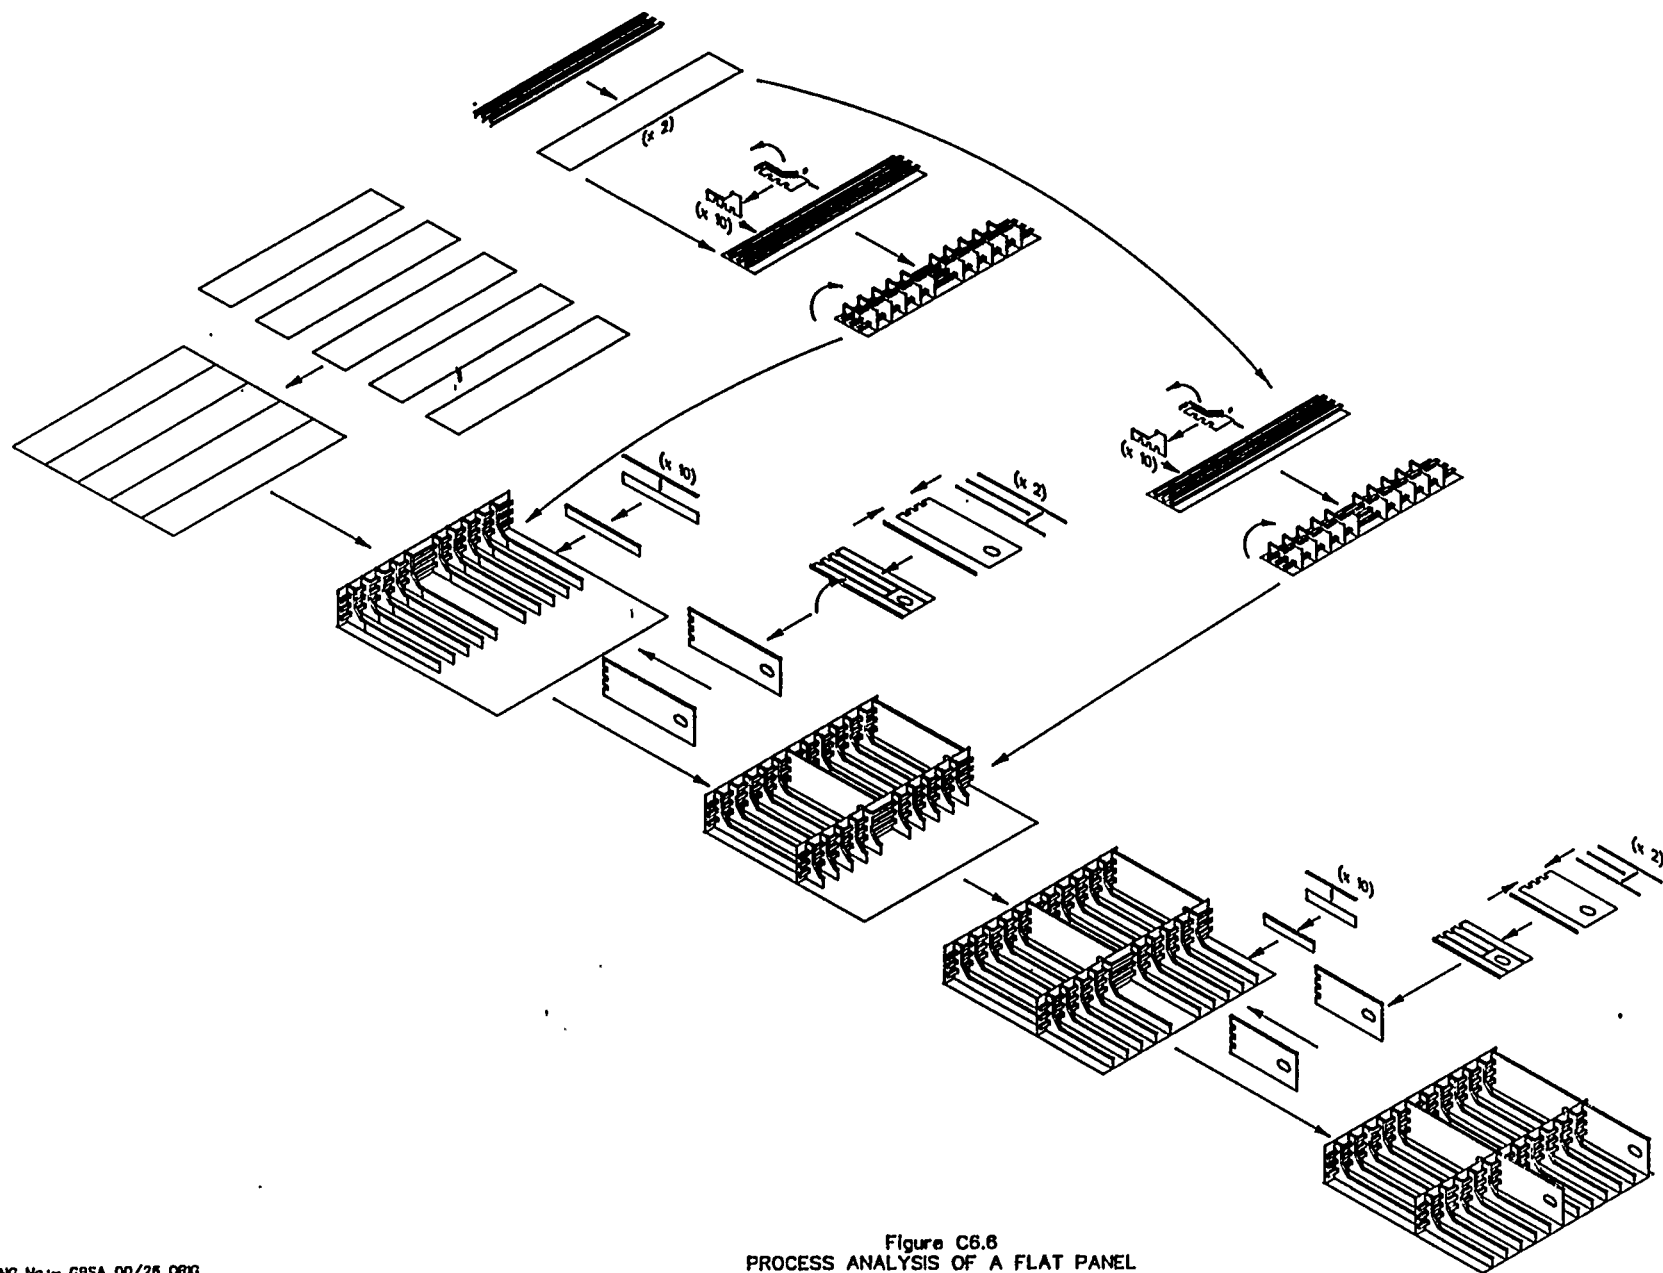 (x 2)
(x 10)
(x 10)
(x 10)
(x 2)
(x 10)
(x 2)
Figure C6.6
PROCESS ANALYSIS OF A FLAT PANEL